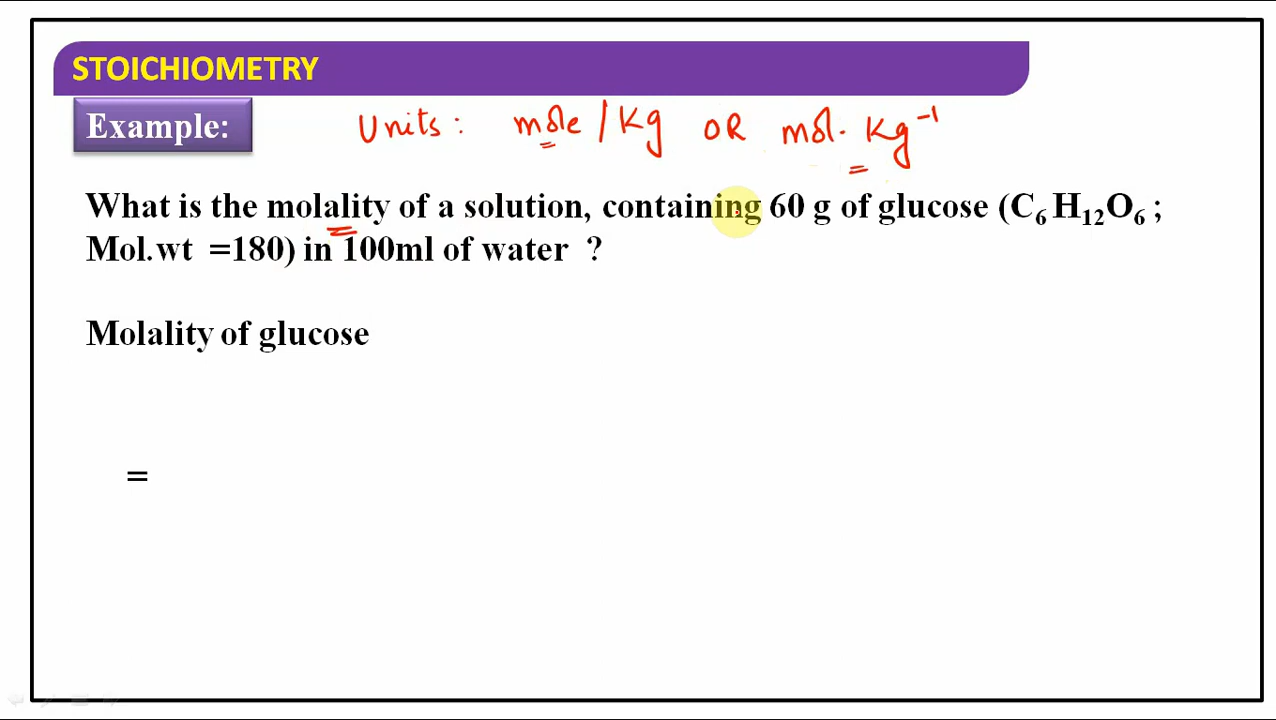 STOICHIOMETRY
Example:
Units: mole/Kg OR mol. Kg⁻¹
What is the molality of a solution, containing 60 g of glucose (C₆H₁₂O₆ ;
Mol.wt =180) in 100ml of water ?
Molality of glucose
=